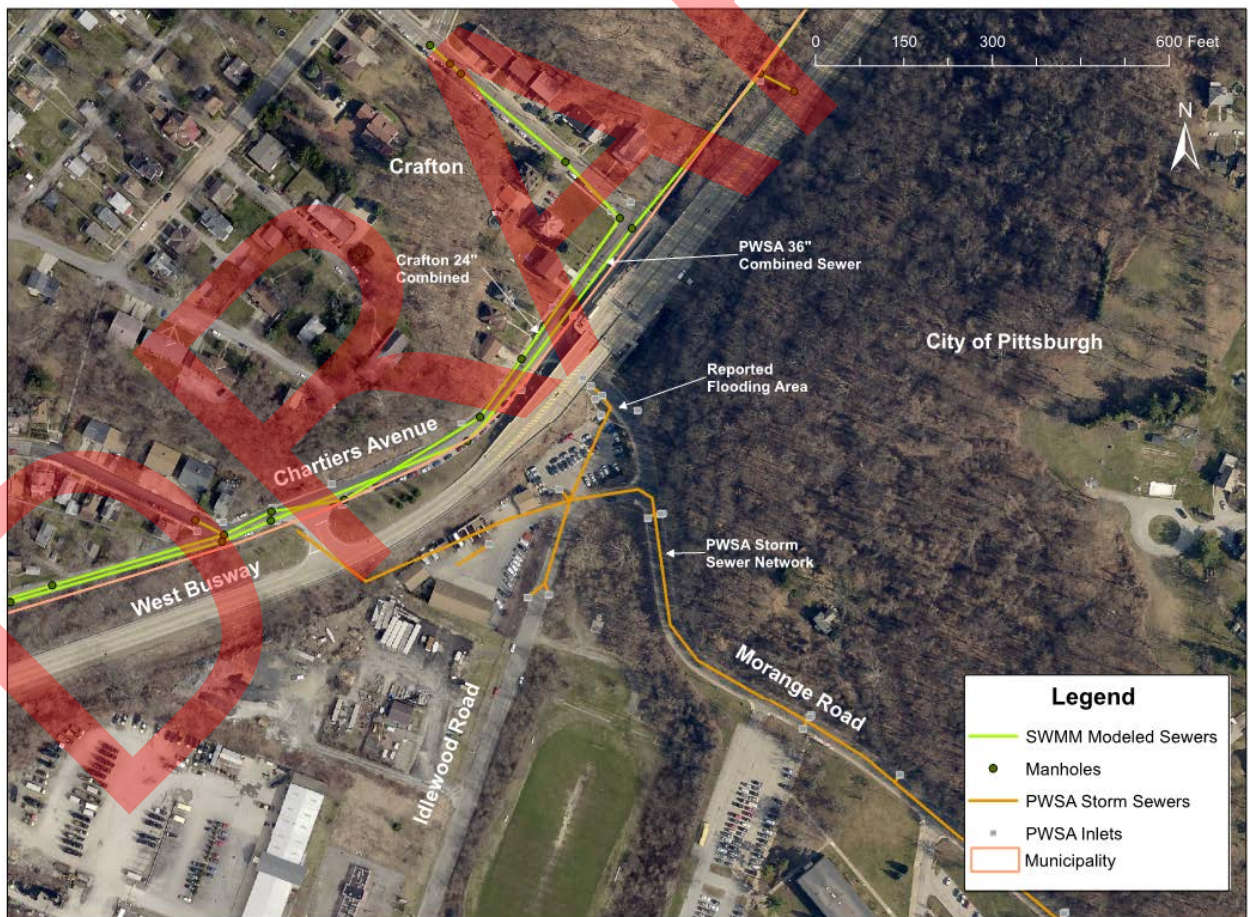 0 150 300 600 Feet
N
Crafton
Crafton 24"
Combined
PWSA 36"
Combined Sewer
City of Pittsburgh
Reported
Flooding Area
Chartiers Avenue
West Busway
PWSA Storm
Sewer Network
Morange Road
Idlewood Road
Legend
SWMM Modeled Sewers
Manholes
PWSA Storm Sewers
PWSA Inlets
Municipality
DRAFT